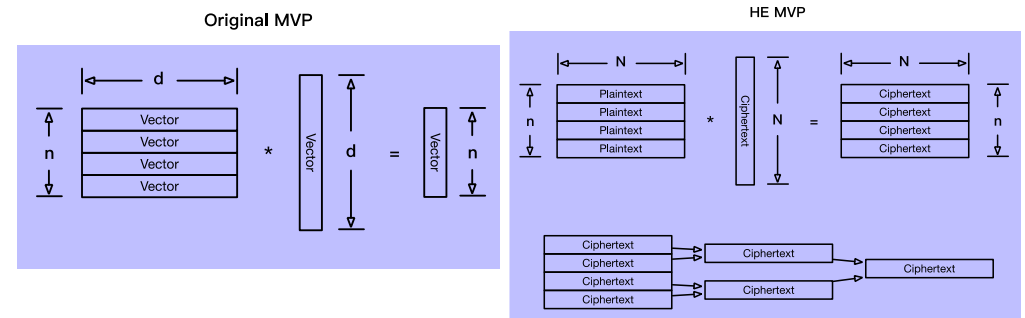 Original MVP
d
n
Vector
Vector
Vector
Vector
*
Vector
d
=
Vector
n
HE MVP
N
n
Plaintext
Plaintext
Plaintext
Plaintext
*
Ciphertext
N
=
N
Ciphertext
Ciphertext
Ciphertext
Ciphertext
n
Ciphertext
Ciphertext
Ciphertext
Ciphertext
Ciphertext
Ciphertext
Ciphertext